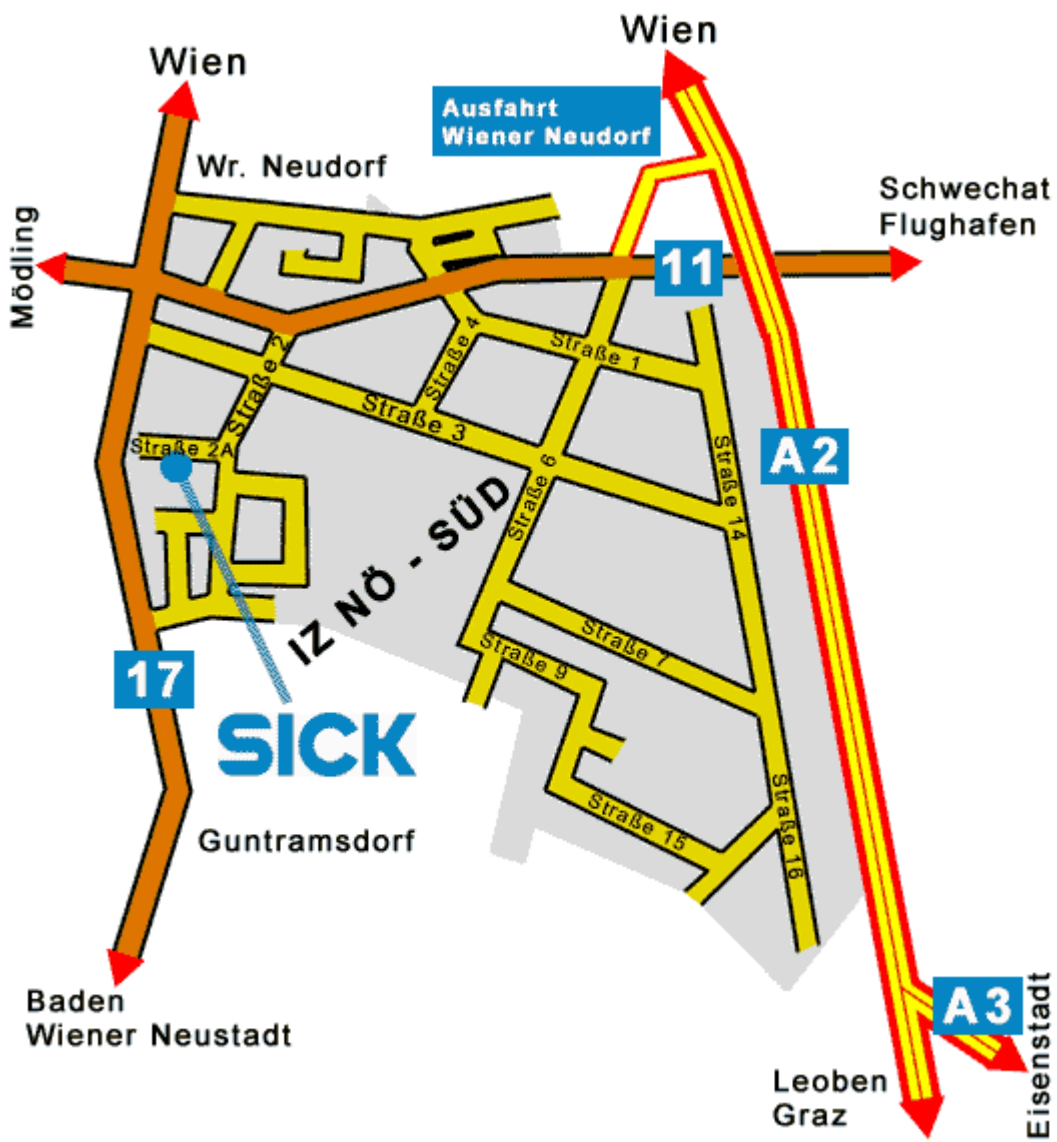 Wien
Wien
Ausfahrt
Wiener Neudorf
Wr. Neudorf
Schwechat
Flughafen
Mödling
11
Straße 1
Straße 2
Straße 4
Straße 3
Straße 2A
A2
Straße 6
Straße 14
IZ NÖ - SÜD
Straße 7
Straße 9
17
SICK
Straße 15
Straße 16
Guntramsdorf
Baden
Wiener Neustadt
A3
Eisenstadt
Leoben
Graz